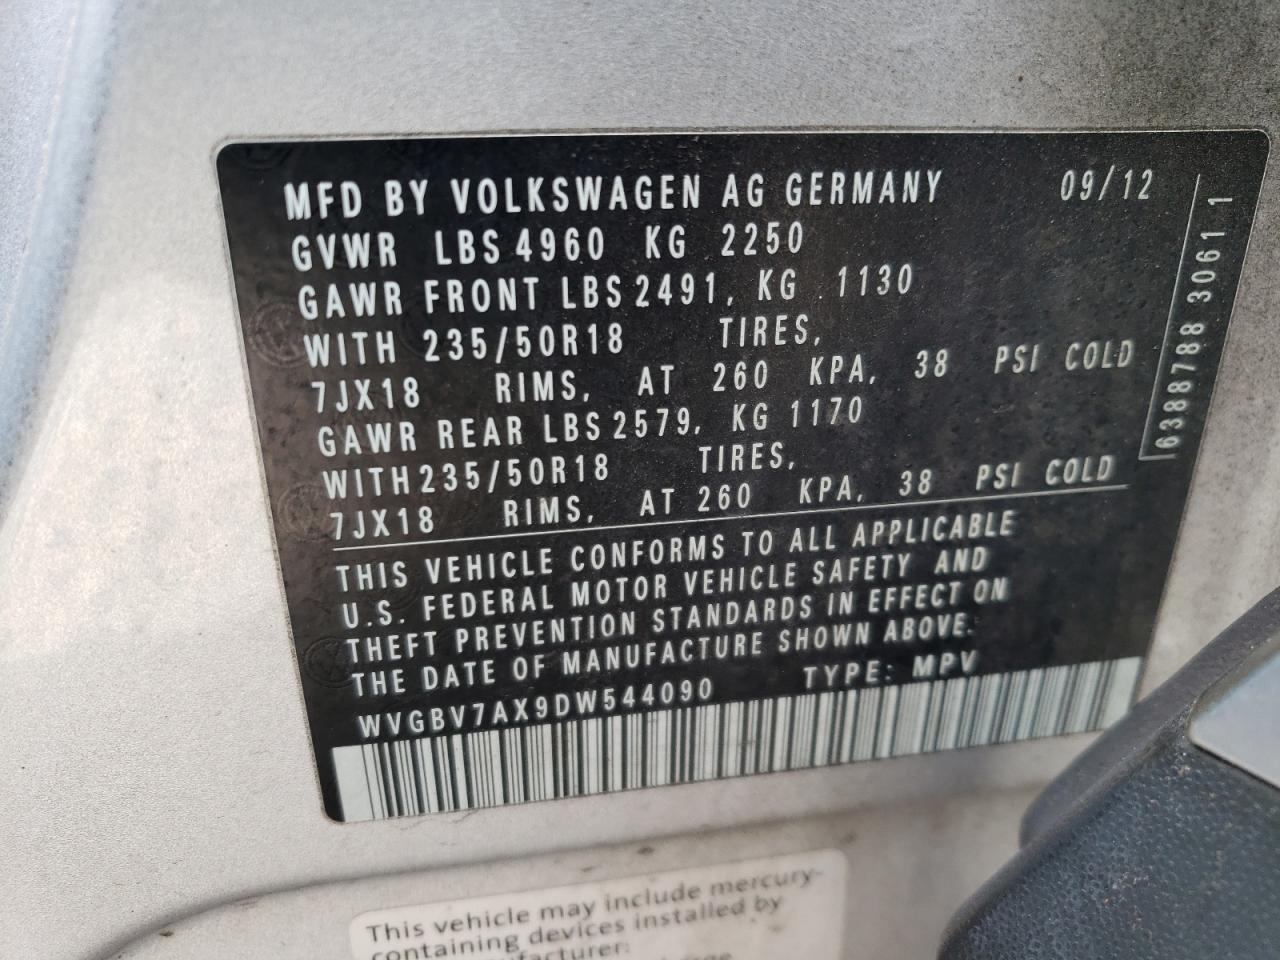 MFD BY VOLKSWAGEN AG GERMANY 09/12
GVWR LBS 4960 KG 2250
GAWR FRONT LBS 2491, KG 1130
WITH 235/50R18 TIRES,
7JX18 RIMS, AT 260 KPA, 38 PSI COLD
GAWR REAR LBS 2579, KG 1170
WITH 235/50R18 TIRES,
7JX18 RIMS, AT 260 KPA, 38 PSI COLD
THIS VEHICLE CONFORMS TO ALL APPLICABLE
U.S. FEDERAL MOTOR VEHICLE SAFETY AND
THEFT PREVENTION STANDARDS IN EFFECT ON
THE DATE OF MANUFACTURE SHOWN ABOVE.
WVGBV7AX9DW544090 TYPE: MPV
6388788 3061 1
This vehicle may include mercury-
containing devices installed by